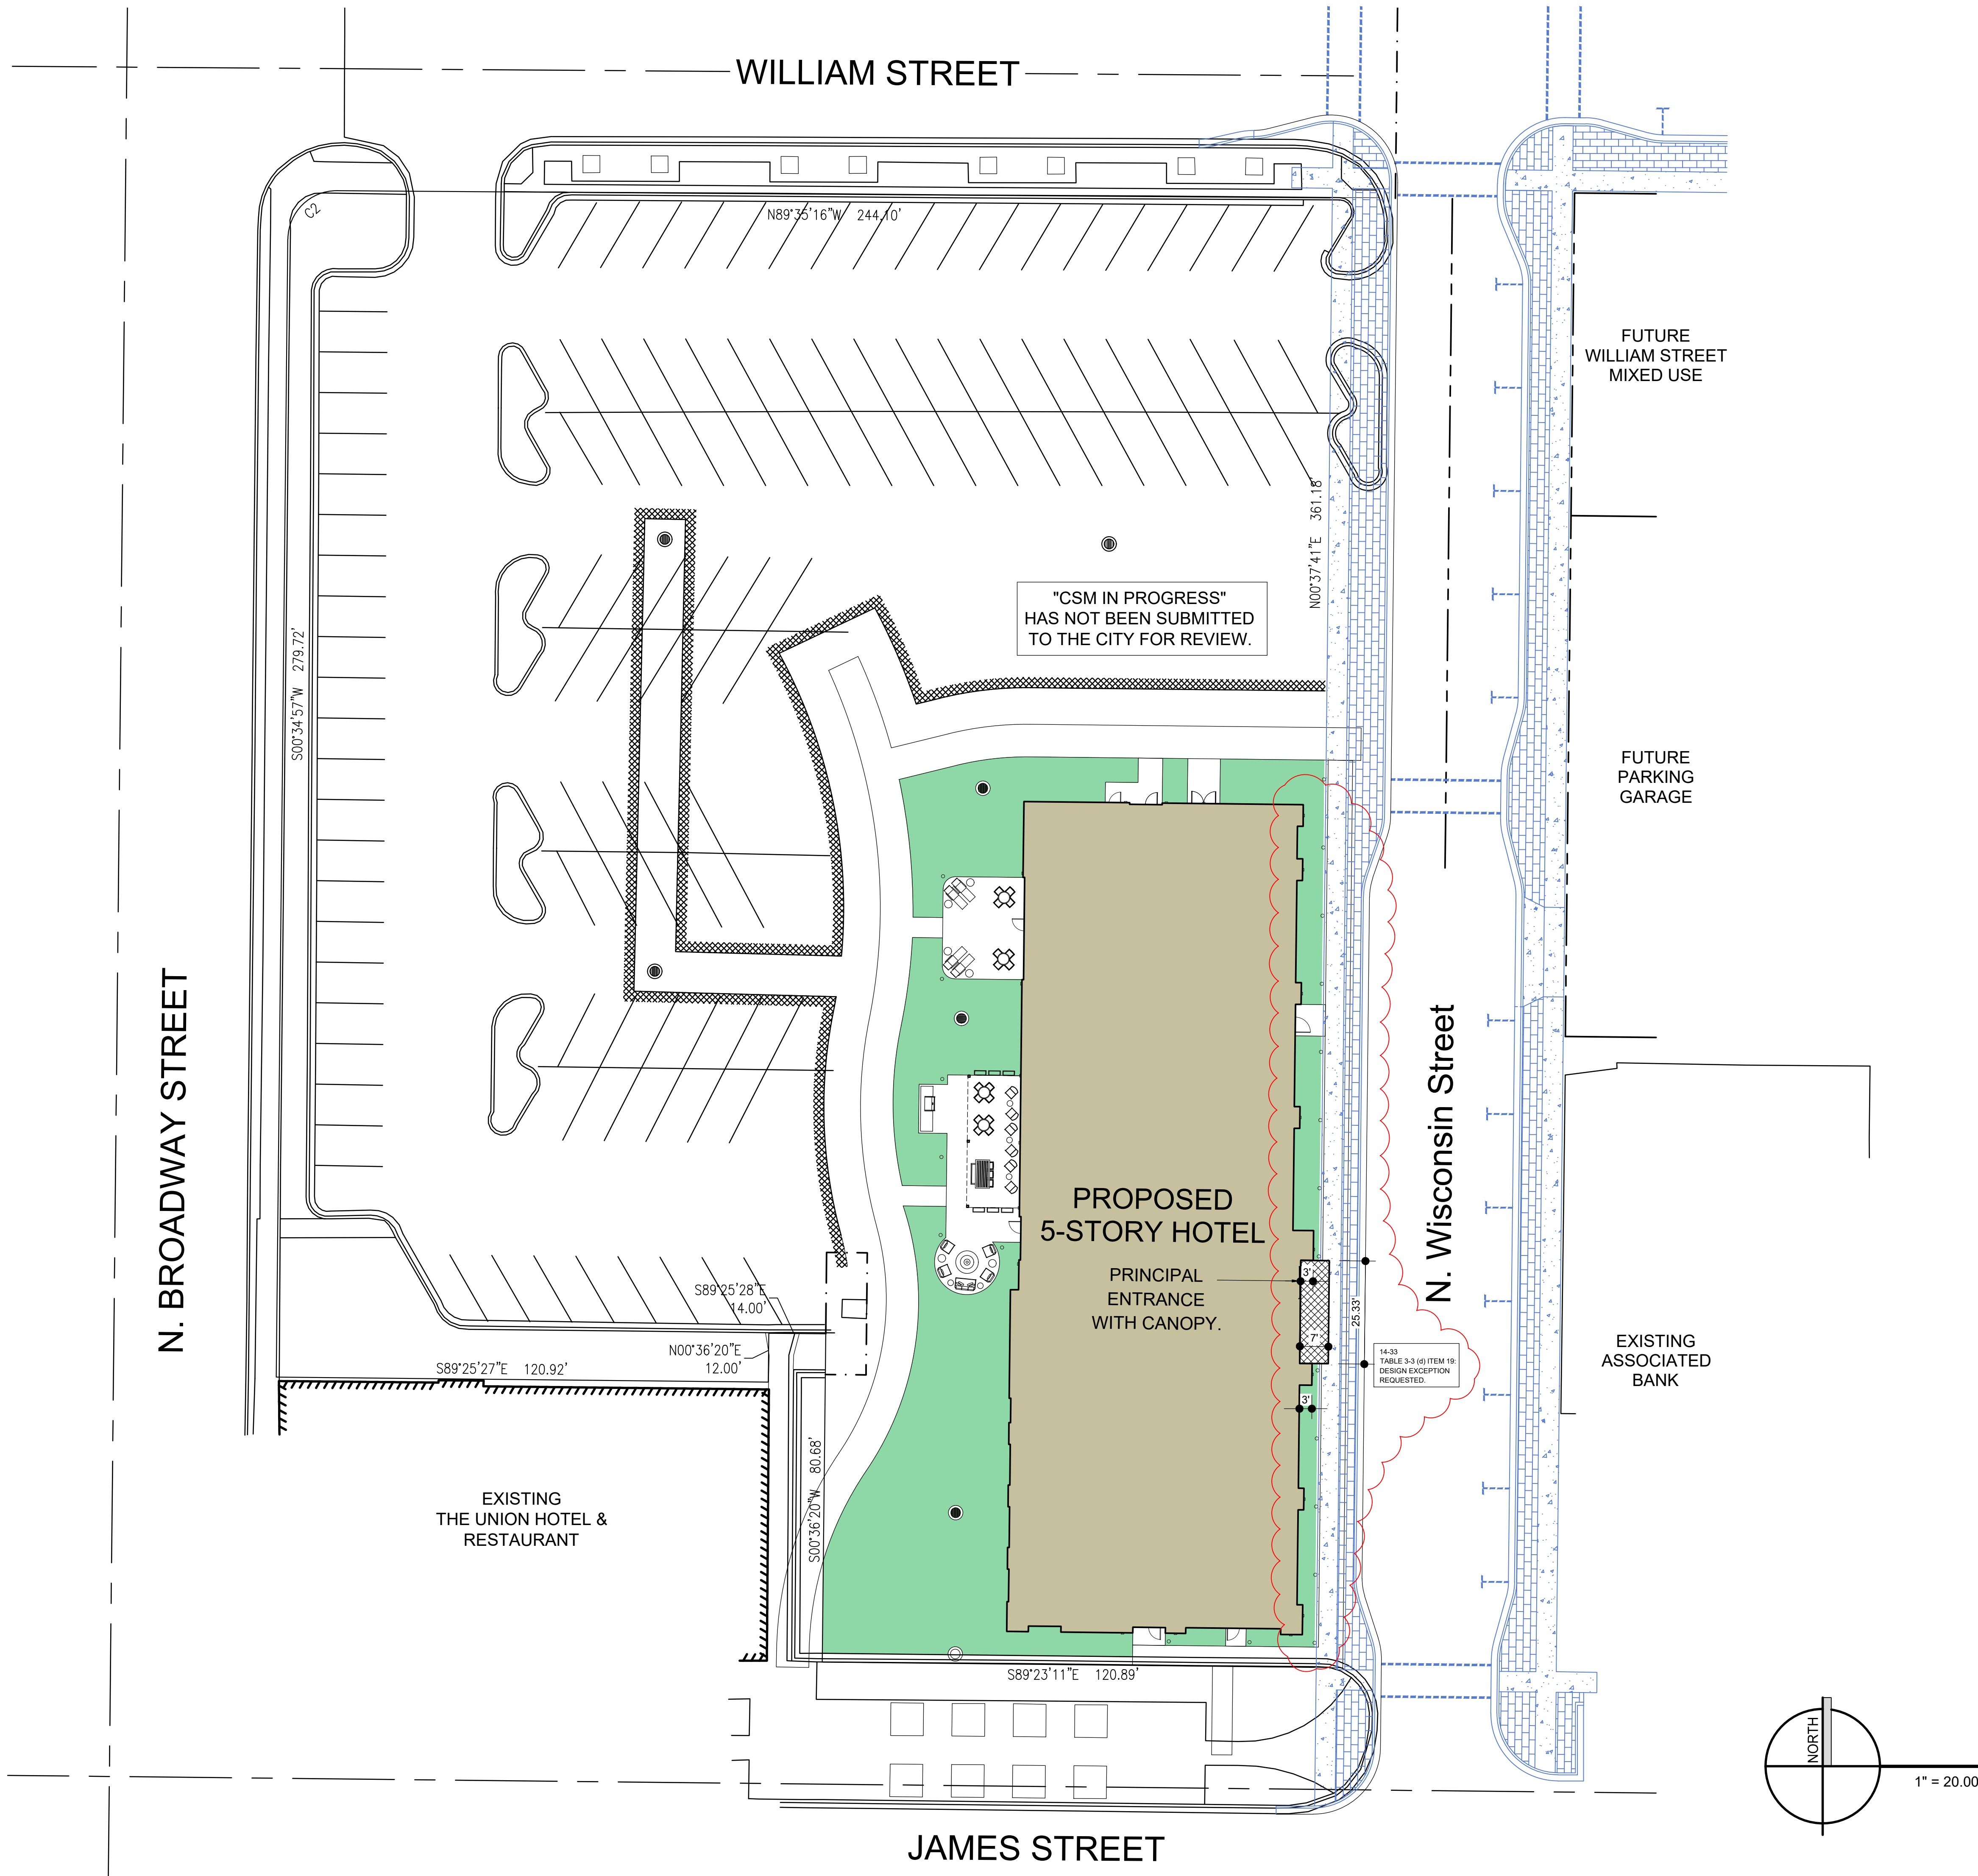 WILLIAM STREET
C2
N89°35'16"W 244.10'
FUTURE
WILLIAM STREET
MIXED USE
N00°37'41"E 361.18'
"CSM IN PROGRESS"
HAS NOT BEEN SUBMITTED
TO THE CITY FOR REVIEW.
S00°34'57"W 279.72'
FUTURE
PARKING
GARAGE
N. BROADWAY STREET
N. Wisconsin Street
PROPOSED
5-STORY HOTEL
PRINCIPAL
ENTRANCE
WITH CANOPY.
3'
25.33'
7'
3'
S89°25'28"E
14.00'
N00°36'20"E
12.00'
S89°25'27"E 120.92'
14-33
TABLE 3-3 (d) ITEM 19:
DESIGN EXCEPTION
REQUESTED.
EXISTING
ASSOCIATED
BANK
S00°36'20"W 80.68'
EXISTING
THE UNION HOTEL &
RESTAURANT
S89°23'11"E 120.89'
NORTH
1" = 20.00
JAMES STREET